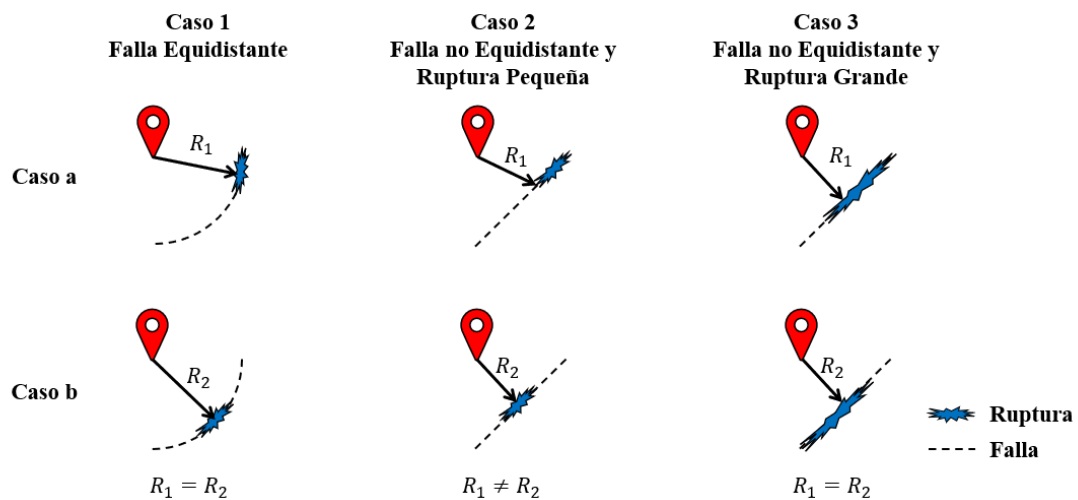 Caso 1
Falla Equidistante
Caso 2
Falla no Equidistante y
Ruptura Pequeña
Caso 3
Falla no Equidistante y
Ruptura Grande
Caso a
R₁
R₁
R₁
Caso b
R₂
R₂
R₂
Ruptura
Falla
R₁ = R₂
R₁ ≠ R₂
R₁ = R₂